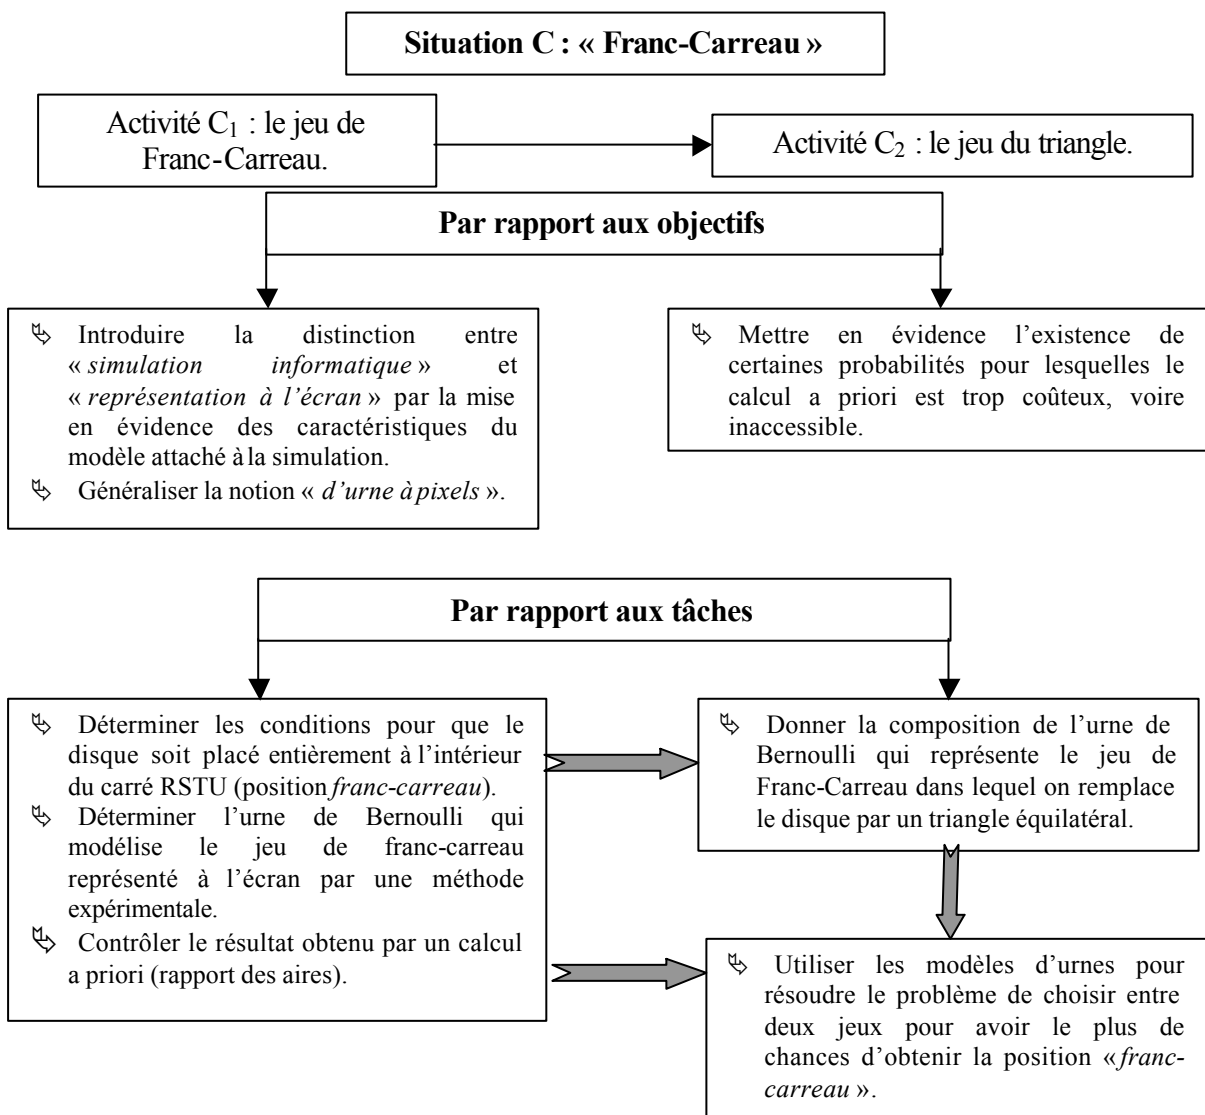 Situation C : « Franc-Carreau »
Activité C₁ : le jeu de
Franc-Carreau.
Activité C₂ : le jeu du triangle.
Par rapport aux objectifs
Introduire la distinction entre
« simulation informatique » et
« représentation à l’écran » par la mise
en évidence des caractéristiques du
modèle attaché à la simulation.
Généraliser la notion « d’urne à pixels ».
Mettre en évidence l’existence de
certaines probabilités pour lesquelles le
calcul a priori est trop coûteux, voire
inaccessible.
Par rapport aux tâches
Déterminer les conditions pour que le
disque soit placé entièrement à l’intérieur
du carré RSTU (position franc-carreau).
Déterminer l’urne de Bernoulli qui
modélise le jeu de franc-carreau
représenté à l’écran par une méthode
expérimentale.
Contrôler le résultat obtenu par un calcul
a priori (rapport des aires).
Donner la composition de l’urne de
Bernoulli qui représente le jeu de
Franc-Carreau dans lequel on remplace
le disque par un triangle équilatéral.
Utiliser les modèles d’urnes pour
résoudre le problème de choisir entre
deux jeux pour avoir le plus de
chances d’obtenir la position « franc-
carreau ».